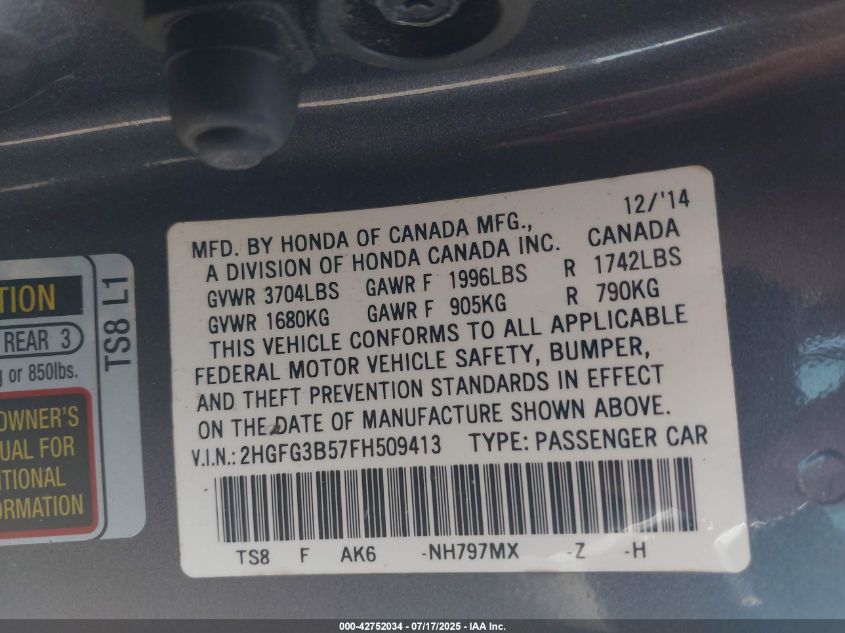 12/'14
MFD. BY HONDA OF CANADA MFG., CANADA
A DIVISION OF HONDA CANADA INC.
GVWR 3704LBS GAWR F 1996LBS R 1742LBS
GVWR 1680KG GAWR F 905KG R 790KG
THIS VEHICLE CONFORMS TO ALL APPLICABLE
FEDERAL MOTOR VEHICLE SAFETY, BUMPER,
AND THEFT PREVENTION STANDARDS IN EFFECT
ON THE DATE OF MANUFACTURE SHOWN ABOVE.
V.I.N.: 2HGFG3B57FH509413 TYPE: PASSENGER CAR
TS8 F AK6 -NH797MX -Z -H
TION
REAR 3
g or 850lbs.
OWNER'S
UAL FOR
ITIONAL
ORMATION
TS8 L1
000-42752034 - 07/17/2025 - IAA Inc.